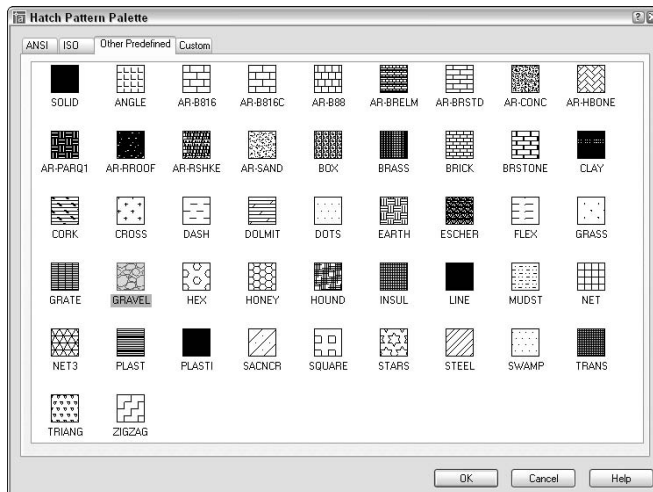 Hatch Pattern Palette
ANSI ISO Other Predefined Custom
SOLID ANGLE AR-B816 AR-B816C AR-B88 AR-BRELM AR-BRSTD AR-CONC AR-HBONE
AR-PARQ1 AR-RROOF AR-RSHKE AR-SAND BOX BRASS BRICK BRSTONE CLAY
CORK CROSS DASH DOLMIT DOTS EARTH ESCHER FLEX GRASS
GRATE GRAVEL HEX HONEY HOUND INSUL LINE MUDST NET
NET3 PLAST PLASTI SACNCR SQUARE STARS STEEL SWAMP TRANS
TRIANG ZIGZAG
OK Cancel Help